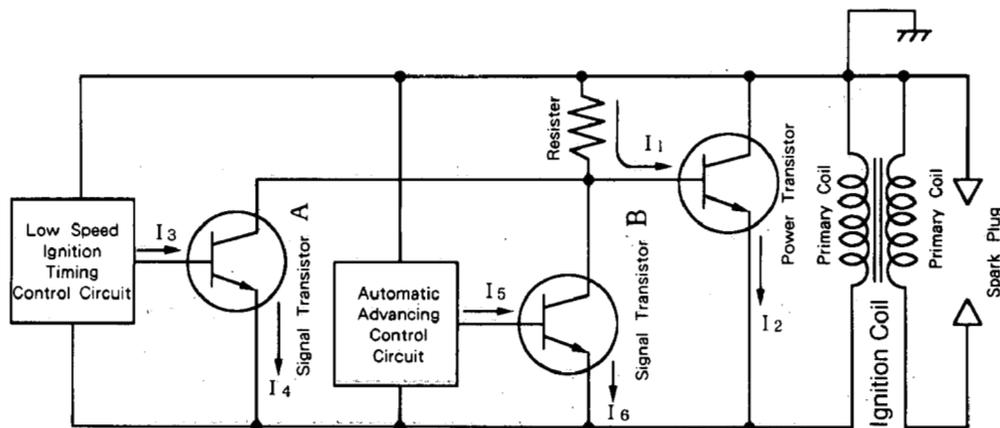 Low Speed
Ignition
Timing
Control Circuit
I3
I4
Signal Transistor
A
Automatic
Advancing
Control
Circuit
I5
I6
Signal Transistor
B
Resister
I1
I2
Power Transistor
Primary Coil
Primary Coil
Ignition Coil
Spark Plug